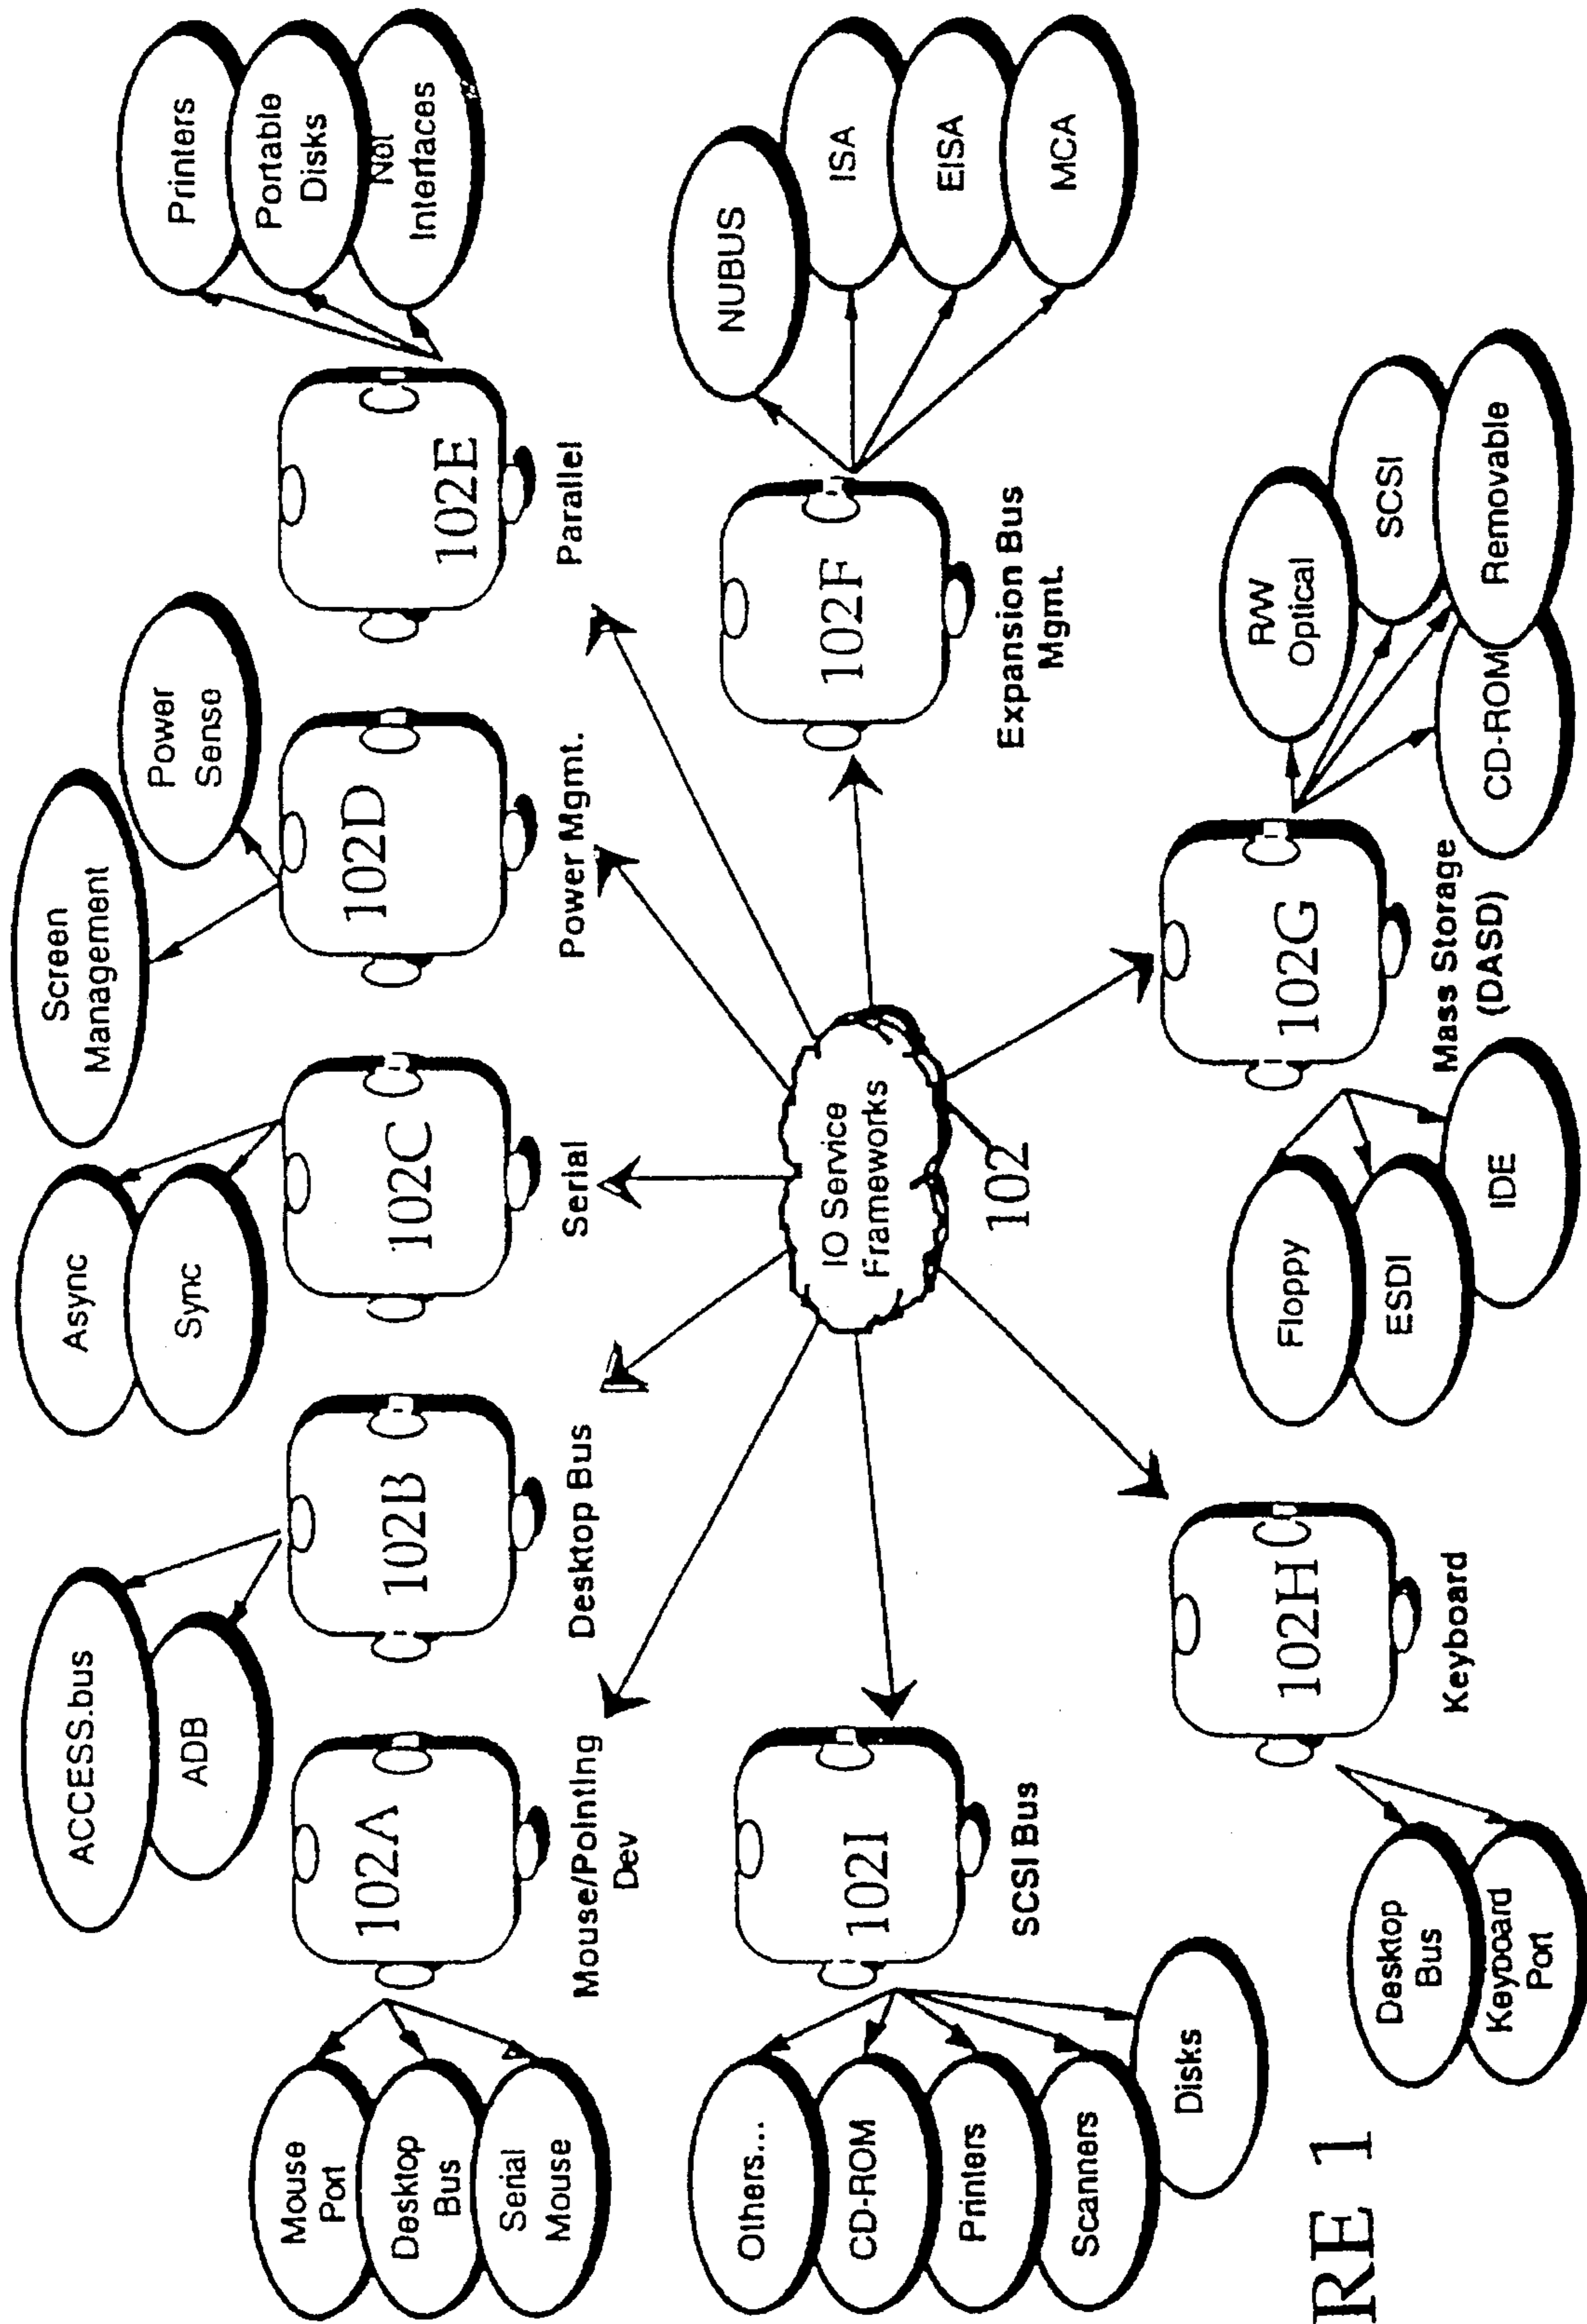 ACCESS.bus
ADB
Async
Sync
Screen
Management
Power
Sense
Printers
Portable
Disks
Net
Interfaces
Mouse
Port
Desktop
Bus
Serial
Mouse
102A
Mouse/Pointing
Dev
102B
Desktop Bus
102C
Serial
102D
Power Mgmt.
102E
Parallel
NUBUS
ISA
EISA
MCA
IO Service
Frameworks
102
102F
Expansion Bus
Mgmt.
Others...
CD-ROM
Printers
Scanners
Disks
102I
SCSI Bus
102H
Keyboard
Desktop
Bus
Keyboard
Port
Floppy
ESDI
IDE
102G
Mass Storage
(DASD)
R/W
Optical
SCSI
Removable
CD-ROM
RE 1